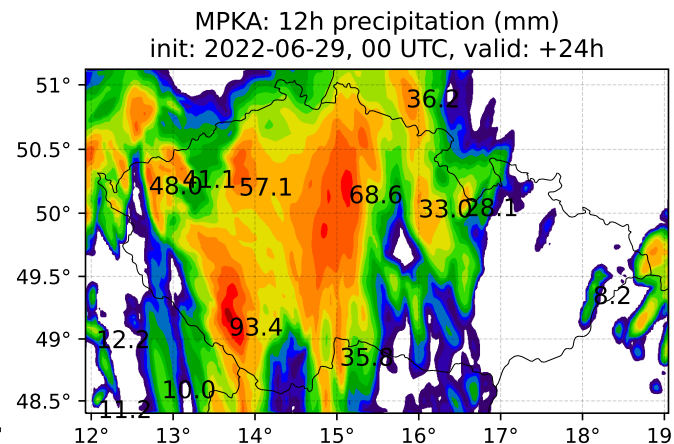 MPKA: 12h precipitation (mm)
init: 2022-06-29, 00 UTC, valid: +24h
51°
36.2
50.5°
48.0 41.1 57.1 68.6
50° 33.0 28.1
49.5°
8.2
93.4
49° 12.2
35.8
10.0
48.5° 11.2
12° 13° 14° 15° 16° 17° 18° 19